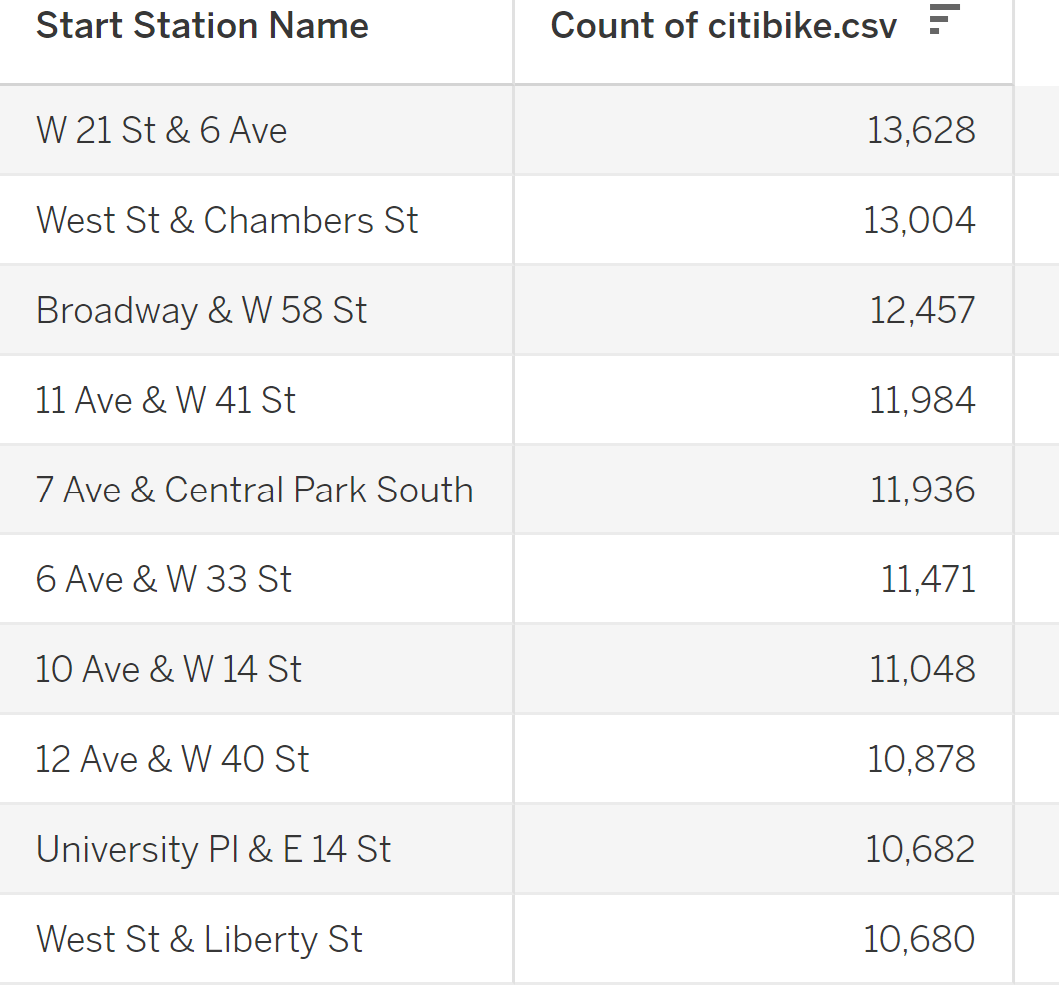 Start Station Name Count of citibike.csv
W 21 St & 6 Ave 13,628
West St & Chambers St 13,004
Broadway & W 58 St 12,457
11 Ave & W 41 St 11,984
7 Ave & Central Park South 11,936
6 Ave & W 33 St 11,471
10 Ave & W 14 St 11,048
12 Ave & W 40 St 10,878
University Pl & E 14 St 10,682
West St & Liberty St 10,680